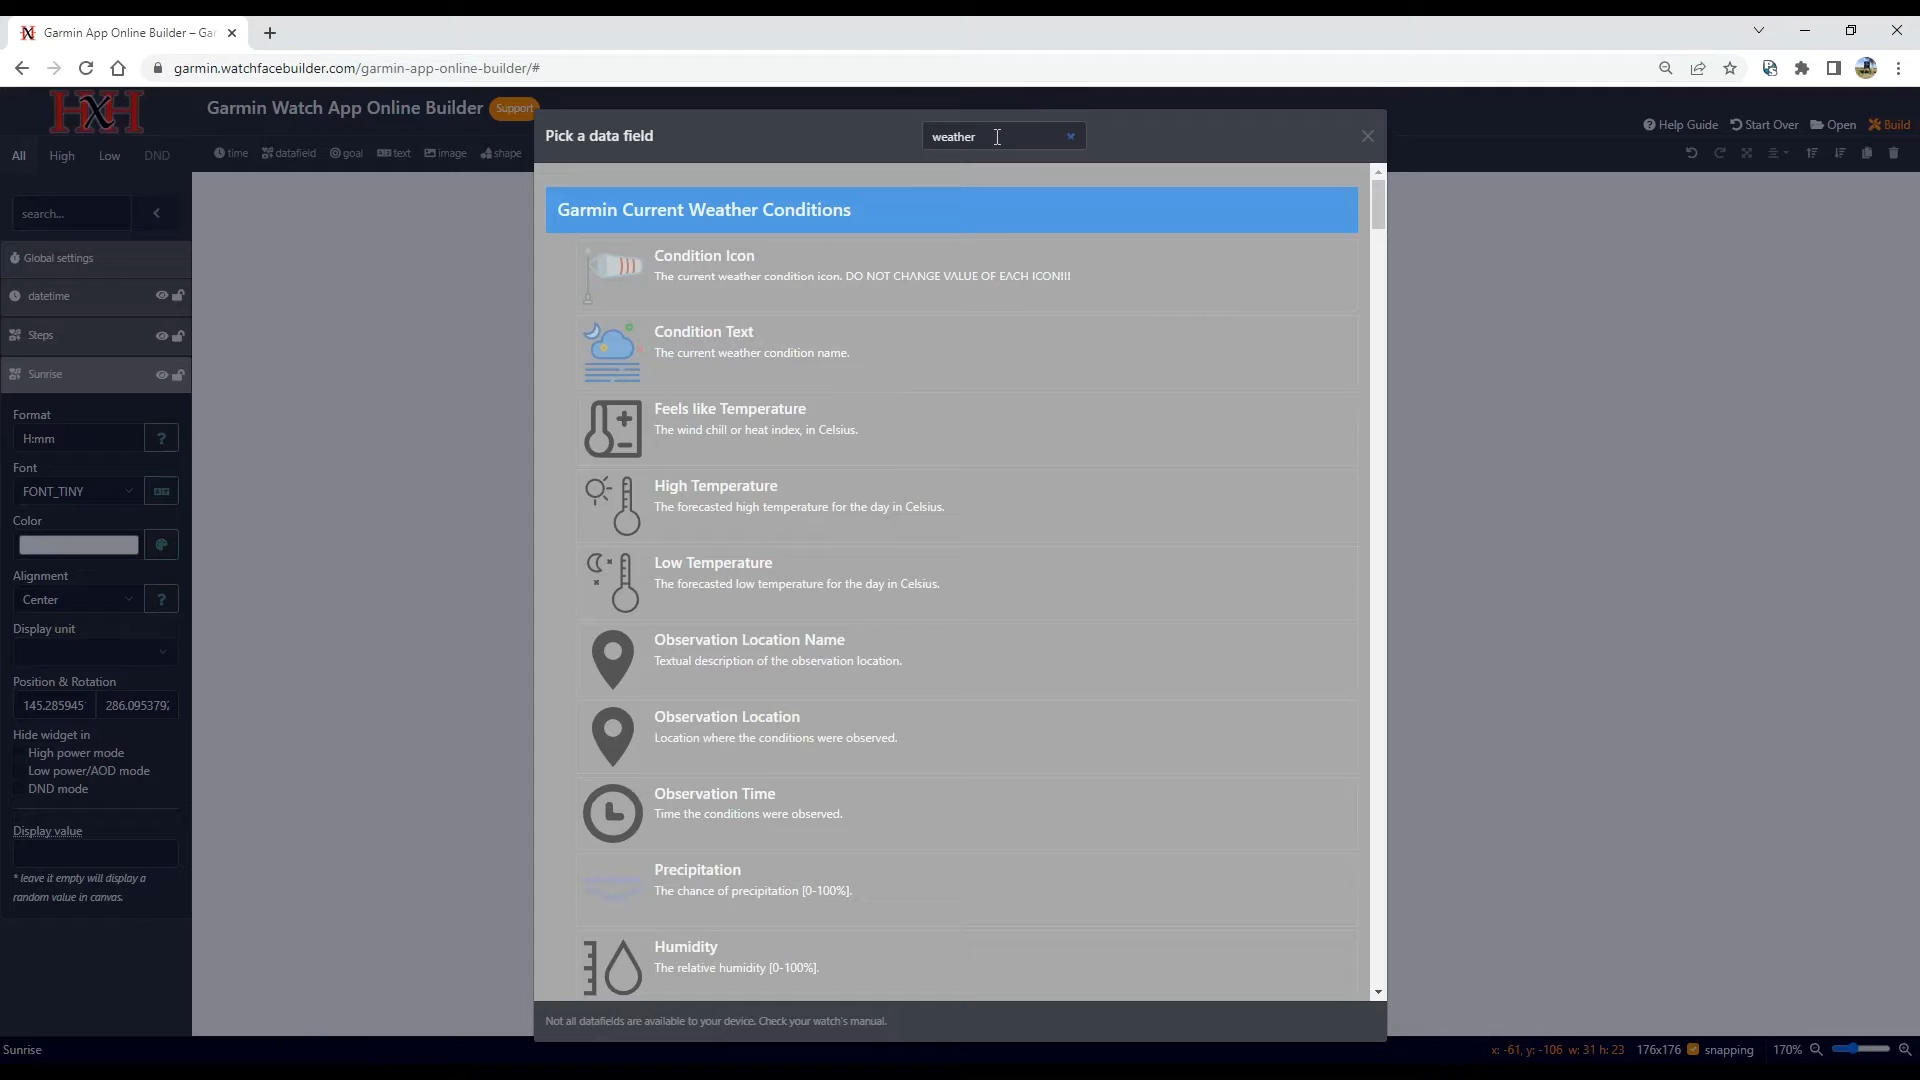 Garmin App Online Builder – Gar
garmin.watchfacebuilder.com/garmin-app-online-builder/#
HXH
Garmin Watch App Online Builder
Support
Help Guide
Start Over
Open
Build
All
High
Low
DND
time
datafield
goal
text
image
shape
search...
Global settings
datetime
Steps
Sunrise
Format
H:mm
?
Font
FONT_TINY
Color
Alignment
Center
?
Display unit
Position & Rotation
145.285945
286.095379
Hide widget in
High power mode
Low power/AOD mode
DND mode
Display value
* leave it empty will display a
random value in canvas.
Pick a data field
weather
Garmin Current Weather Conditions
Condition Icon
The current weather condition icon. DO NOT CHANGE VALUE OF EACH ICON!!!
Condition Text
The current weather condition name.
Feels like Temperature
The wind chill or heat index, in Celsius.
High Temperature
The forecasted high temperature for the day in Celsius.
Low Temperature
The forecasted low temperature for the day in Celsius.
Observation Location Name
Textual description of the observation location.
Observation Location
Location where the conditions were observed.
Observation Time
Time the conditions were observed.
Precipitation
The chance of precipitation [0-100%].
Humidity
The relative humidity [0-100%].
Not all datafields are available to your device. Check your watch's manual.
Sunrise
x: -61, y: -106 w: 31 h: 23
176x176
snapping
170%